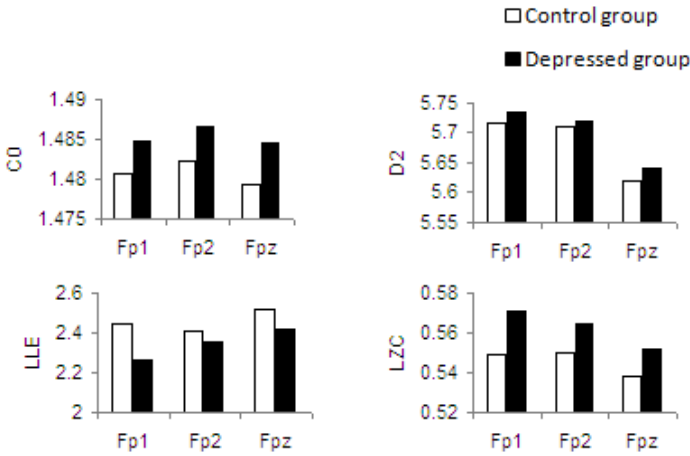 Control group
Depressed group
C0
1.49
1.485
1.48
1.475
Fp1 Fp2 Fpz
D2
5.75
5.7
5.65
5.6
5.55
Fp1 Fp2 Fpz
LLE
2.6
2.4
2.2
2
Fp1 Fp2 Fpz
LZC
0.58
0.56
0.54
0.52
Fp1 Fp2 Fpz